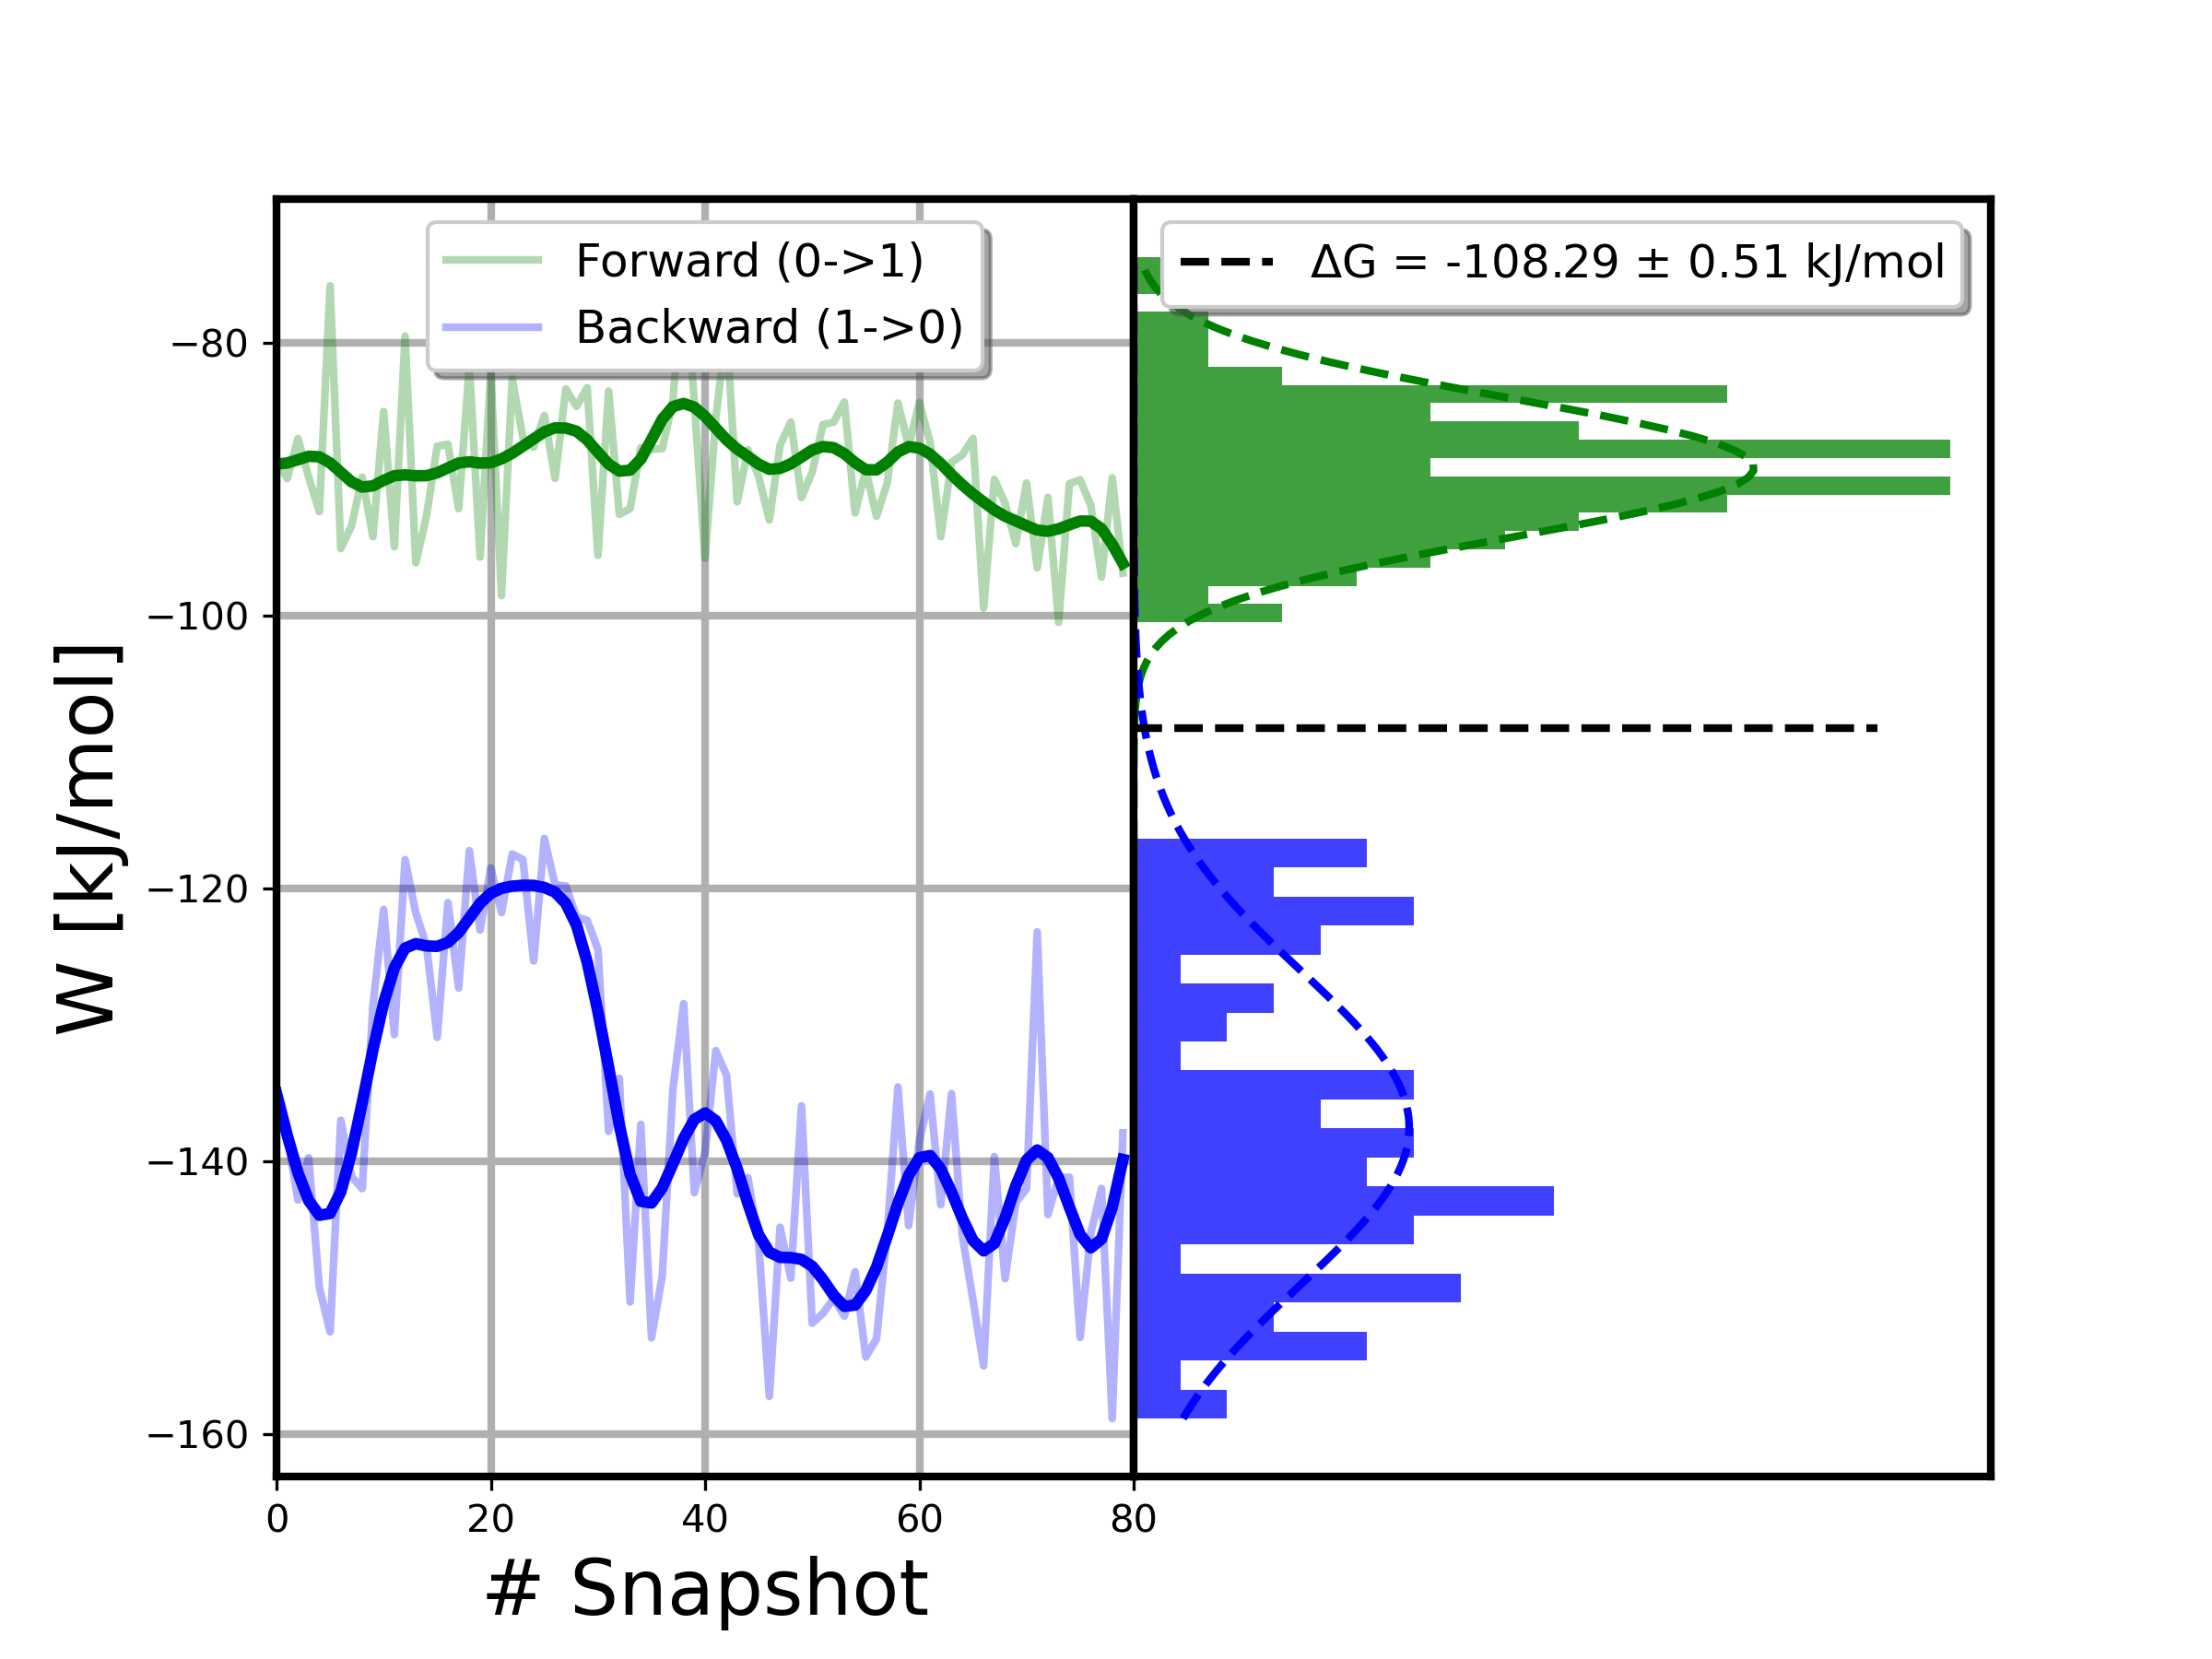 Forward (0->1)
Backward (1->0)
ΔG = -108.29 ± 0.51 kJ/mol
W [kJ/mol]
−80
−100
−120
−140
−160
0 20 40 60 80
# Snapshot